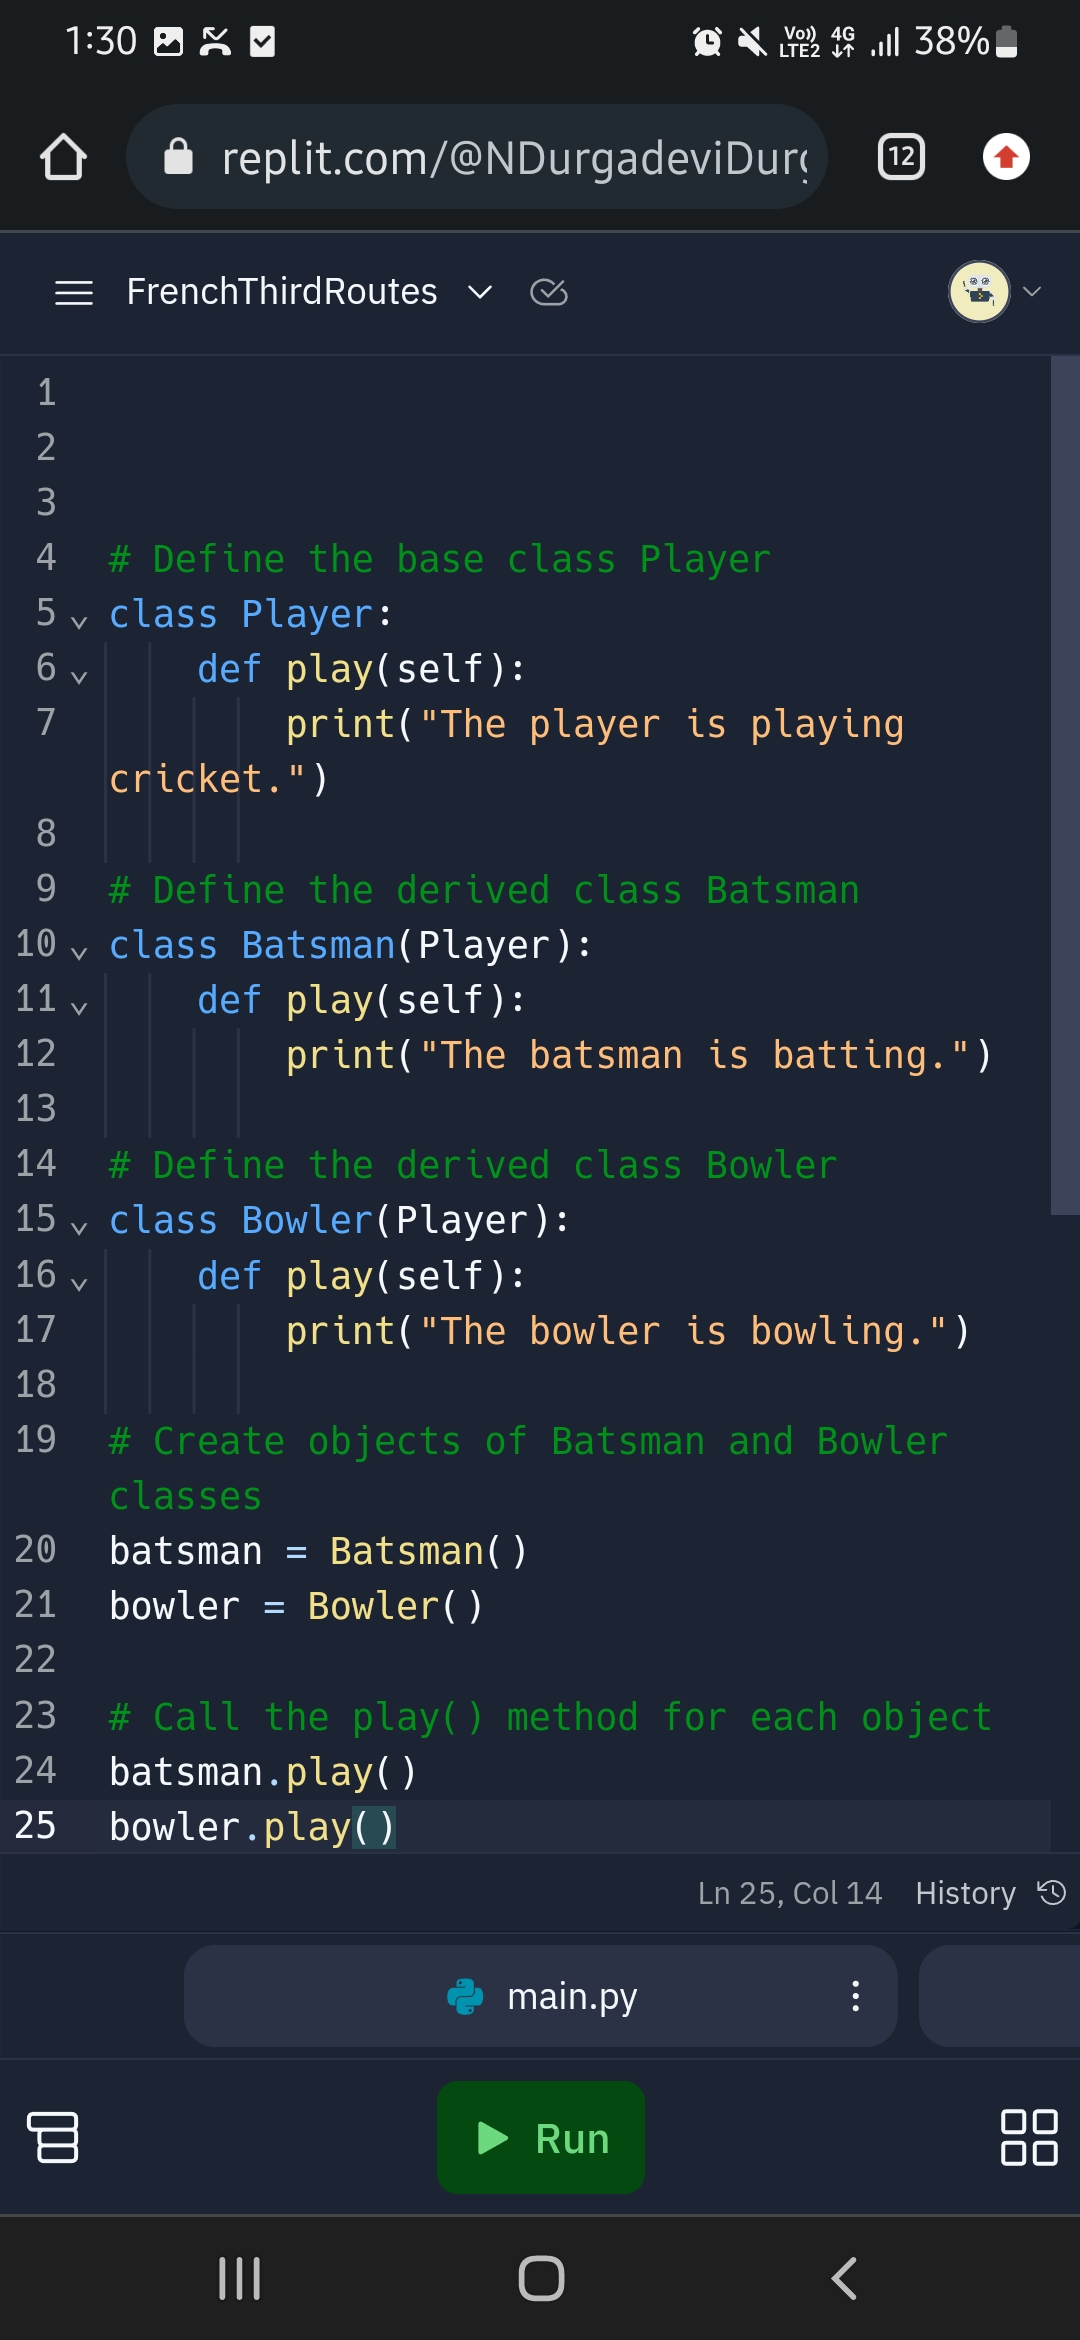 1:30 Vo)) LTE2 4G 38%
replit.com/@NDurgadeviDur
12
FrenchThirdRoutes
1
2
3
4 # Define the base class Player
5 class Player:
6 def play(self):
7 print("The player is playing
cricket.")
8
9 # Define the derived class Batsman
10 class Batsman(Player):
11 def play(self):
12 print("The batsman is batting.")
13
14 # Define the derived class Bowler
15 class Bowler(Player):
16 def play(self):
17 print("The bowler is bowling.")
18
19 # Create objects of Batsman and Bowler
classes
20 batsman = Batsman()
21 bowler = Bowler()
22
23 # Call the play() method for each object
24 batsman.play()
25 bowler.play()
Ln 25, Col 14 History
main.py
Run